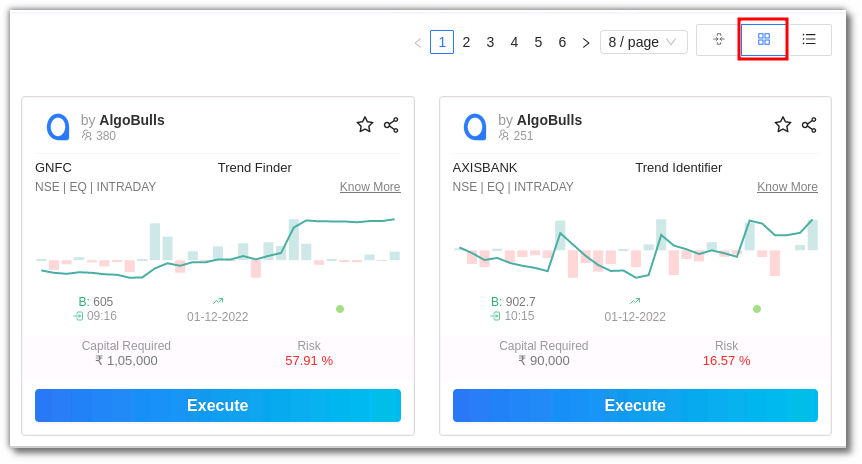 1 2 3 4 5 6 8 / page
by AlgoBulls
380
GNFC Trend Finder
NSE | EQ | INTRADAY Know More
B: 605
09:16 01-12-2022
Capital Required Risk
₹ 1,05,000 57.91 %
Execute
by AlgoBulls
251
AXISBANK Trend Identifier
NSE | EQ | INTRADAY Know More
B: 902.7
10:15 01-12-2022
Capital Required Risk
₹ 90,000 16.57 %
Execute